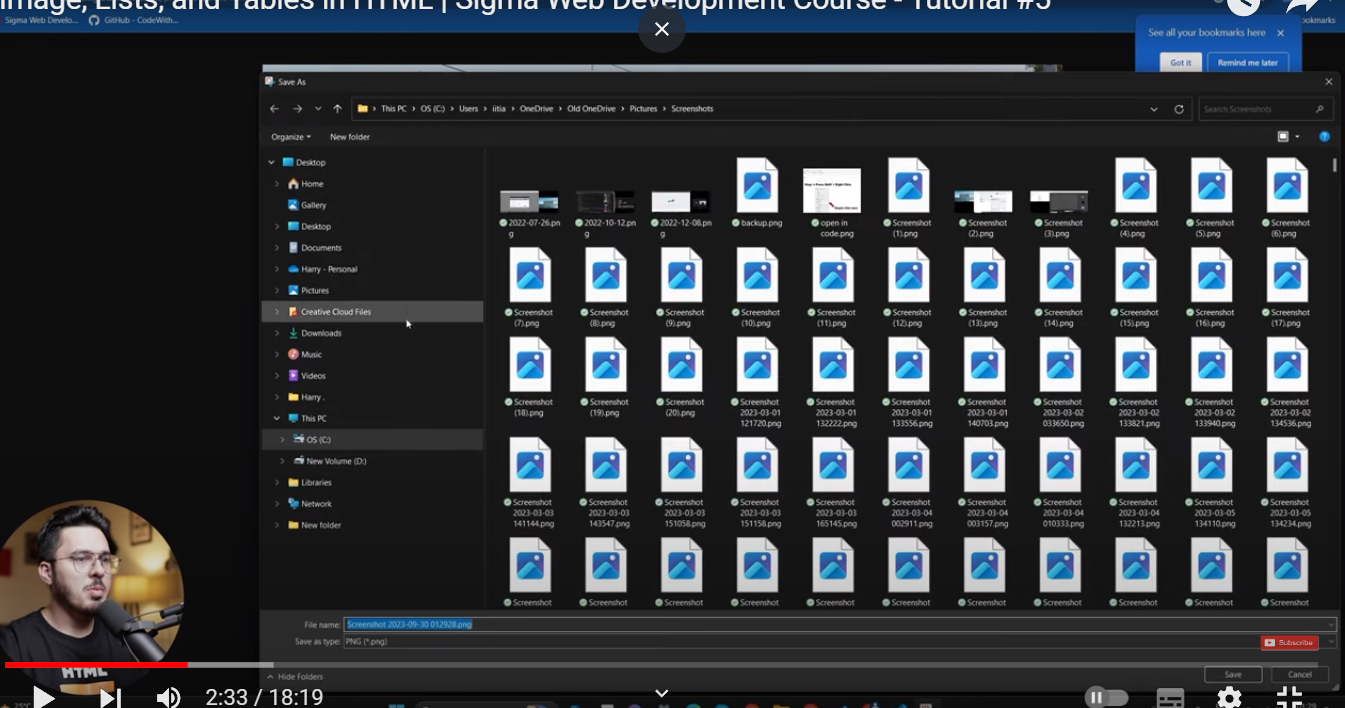 Image, Lists, and Tables in HTML | Sigma Web Development Course - Tutorial #5
Sigma Web Develo... GitHub - CodeWith...
ookmarks
See all your bookmarks here
Got it Remind me later
Save As
This PC > OS (C:) > Users > iitia > OneDrive > Old OneDrive > Pictures > Screenshots
Search Screenshots
Organize New folder
Desktop
Home
Gallery
Desktop
Documents
Harry - Personal
Pictures
Creative Cloud Files
Downloads
Music
Videos
Harry .
This PC
OS (C:)
New Volume (D:)
Libraries
Network
New folder
2022-07-26.png 2022-10-12.png 2022-12-08.png backup.png open in code.png Screenshot (1).png Screenshot (2).png Screenshot (3).png Screenshot (4).png Screenshot (5).png Screenshot (6).png
Screenshot (7).png Screenshot (8).png Screenshot (9).png Screenshot (10).png Screenshot (11).png Screenshot (12).png Screenshot (13).png Screenshot (14).png Screenshot (15).png Screenshot (16).png Screenshot (17).png
Screenshot (18).png Screenshot (19).png Screenshot (20).png Screenshot 2023-03-01 121720.png Screenshot 2023-03-01 132222.png Screenshot 2023-03-01 133556.png Screenshot 2023-03-01 140703.png Screenshot 2023-03-02 033650.png Screenshot 2023-03-02 133821.png Screenshot 2023-03-02 133940.png Screenshot 2023-03-02 134536.png
Screenshot 2023-03-03 141144.png Screenshot 2023-03-03 143547.png Screenshot 2023-03-03 151058.png Screenshot 2023-03-03 151158.png Screenshot 2023-03-03 165145.png Screenshot 2023-03-04 002911.png Screenshot 2023-03-04 003157.png Screenshot 2023-03-04 010333.png Screenshot 2023-03-04 132213.png Screenshot 2023-03-05 134110.png Screenshot 2023-03-05 134234.png
Screenshot Screenshot Screenshot Screenshot Screenshot Screenshot Screenshot Screenshot Screenshot Screenshot Screenshot
File name: Screenshot 2023-09-30 012928.png
Save as type: PNG (*.png)
Subscribe
HTML
Hide Folders
Save Cancel
2:33 / 18:19